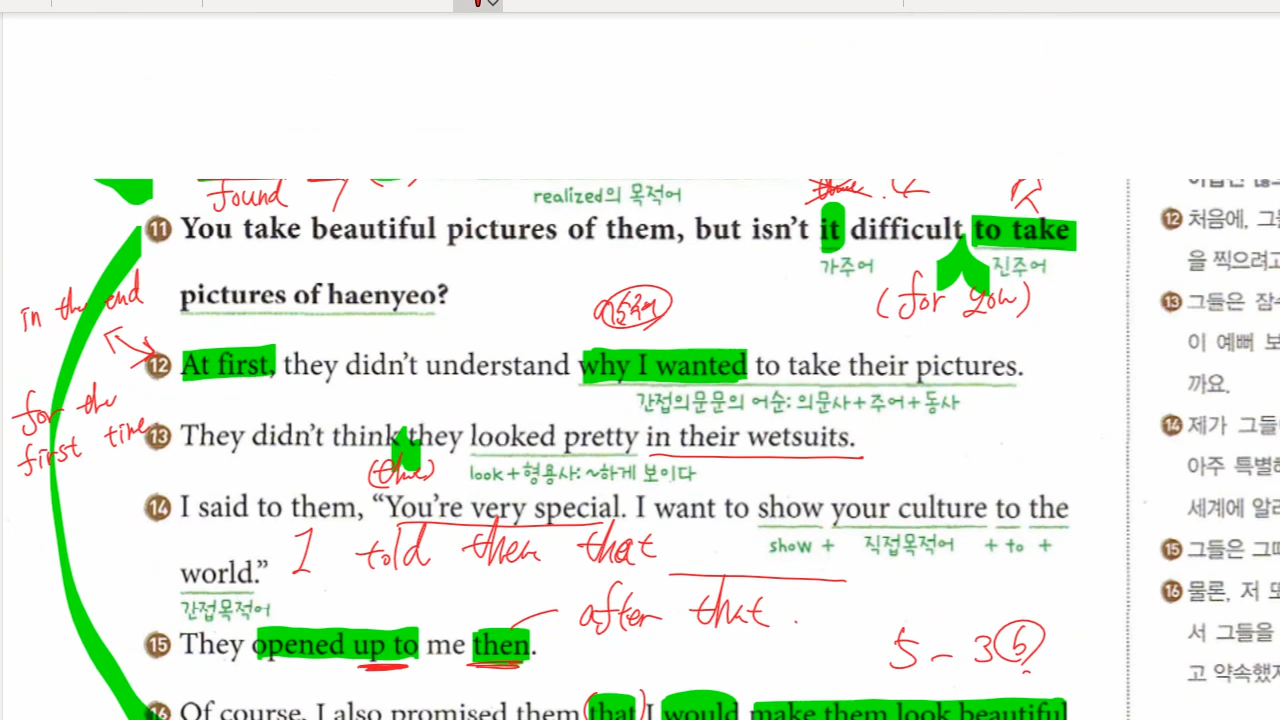 found
realized의 목적어
⑪ You take beautiful pictures of them, but isn't it difficult to take
가주어 진주어
(for you)
in the end
pictures of haenyeo?
⑫ At first, they didn't understand why I wanted to take their pictures.
간접의문문의 어순: 의문사+주어+동사
for the
first time
⑬ They didn't think they looked pretty in their wetsuits.
look+형용사: ~하게 보이다
⑭ I said to them, “You're very special. I want to show your culture to the
I told them that
show + 직접목적어 + to +
world.”
간접목적어
after that.
⑮ They opened up to me then.
5 - 3 6
⑯ Of course, I also promised them (that) I would make them look beautiful
⑫ 처음에, 그
을 찍으려고
⑬ 그들은 잠수
이 예뻐 보
까요.
⑭ 제가 그들
아주 특별
세계에 알
⑮ 그들은 그
⑯ 물론, 저 또
서 그들을
고 약속했